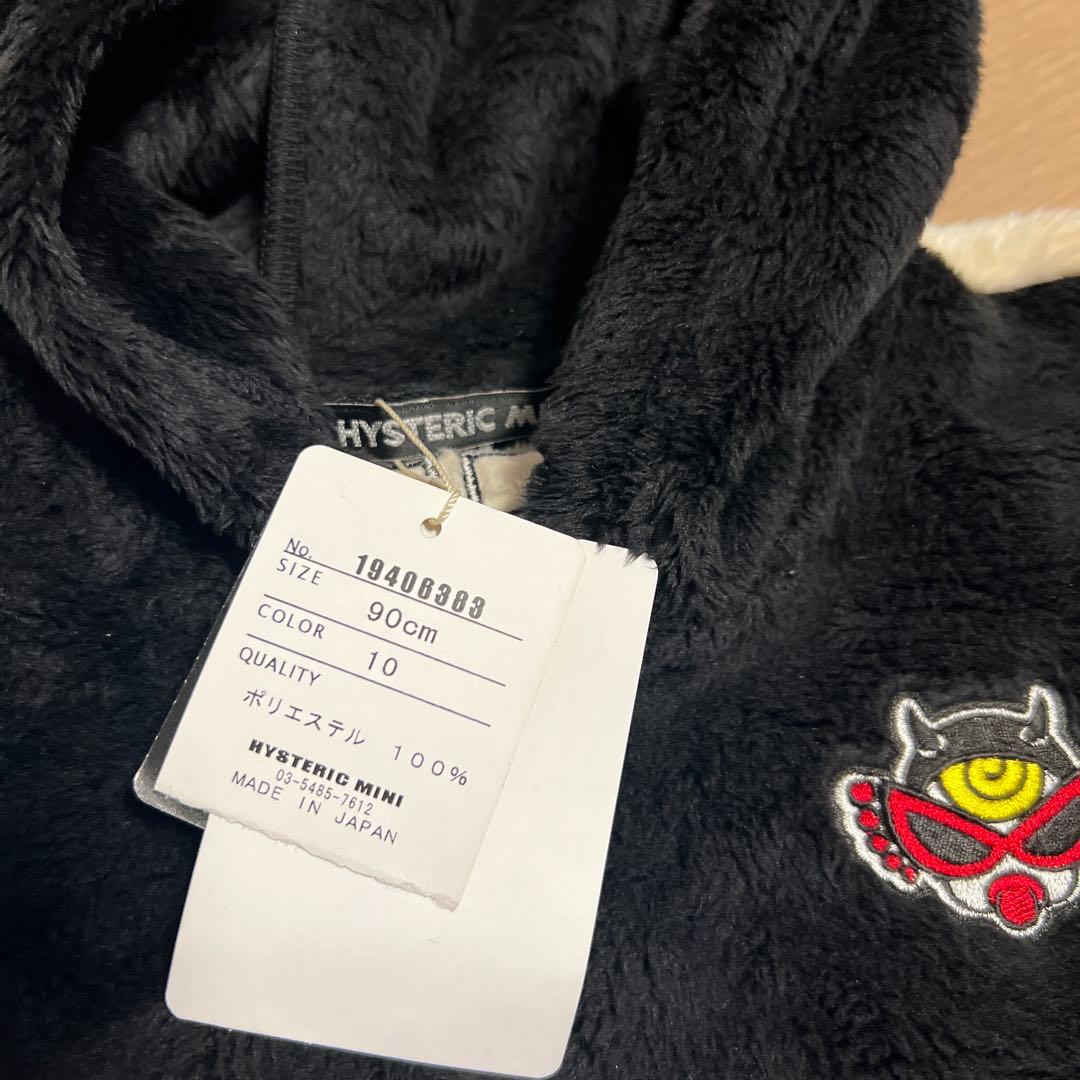 HYSTERIC
No. 19406383
SIZE 90cm
COLOR 10
QUALITY
ポリエステル 100%
HYSTERIC MINI
03-5485-7612
MADE IN JAPAN